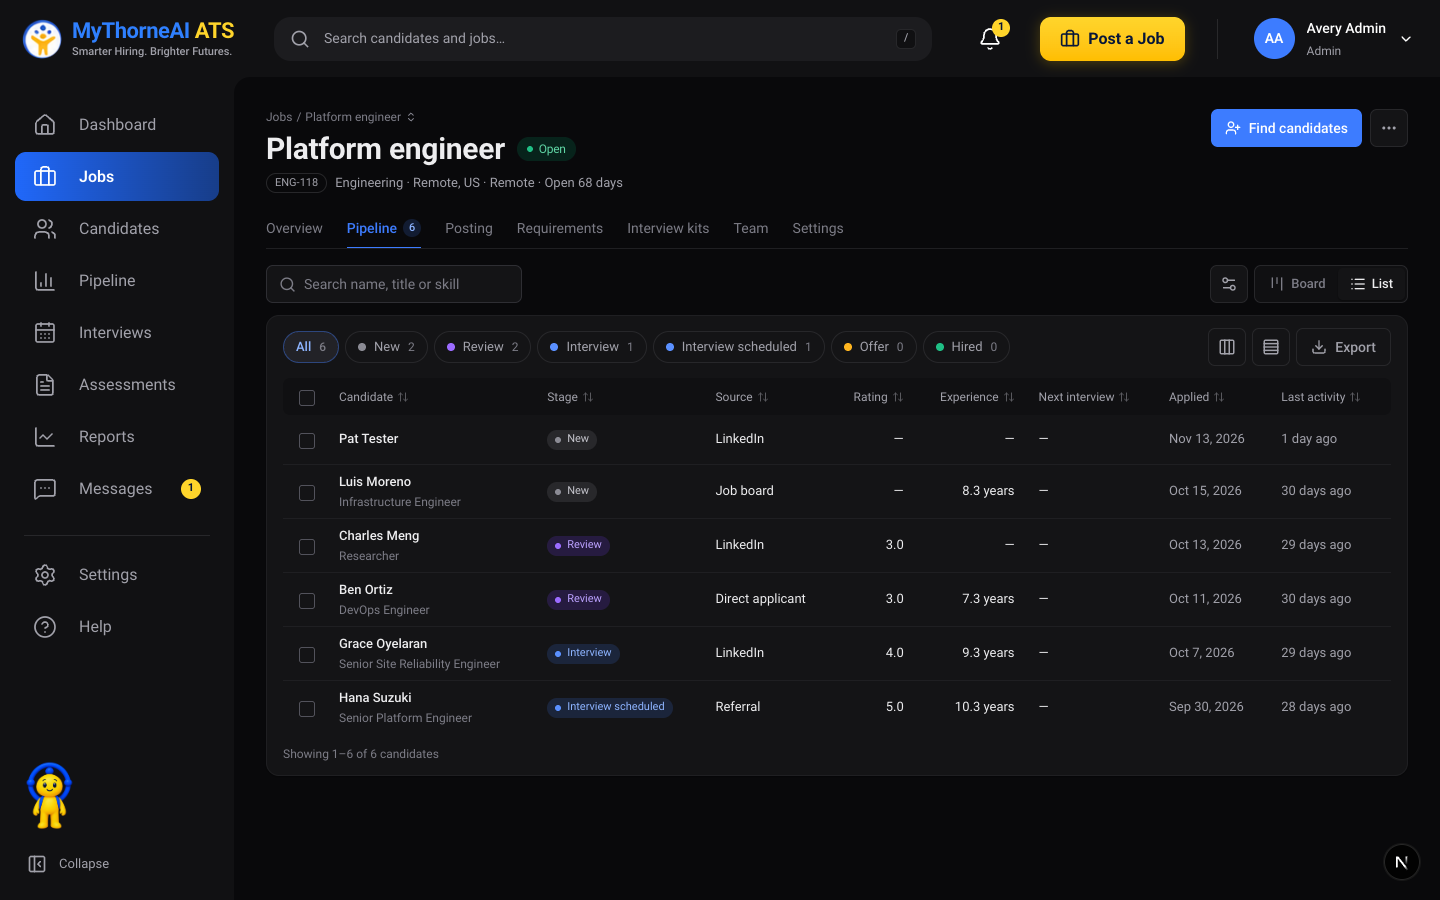 MyThorneAI ATS
Smarter Hiring. Brighter Futures.
Search candidates and jobs...
/
1
Post a Job
AA
Avery Admin
Admin
Dashboard
Jobs
Candidates
Pipeline
Interviews
Assessments
Reports
Messages 1
Settings
Help
Collapse
Jobs / Platform engineer
Platform engineer Open
ENG-118 Engineering · Remote, US · Remote · Open 68 days
Find candidates
Overview Pipeline 6 Posting Requirements Interview kits Team Settings
Search name, title or skill
Board List
All 6 New 2 Review 2 Interview 1 Interview scheduled 1 Offer 0 Hired 0
Export
Candidate Stage Source Rating Experience Next interview Applied Last activity
Pat Tester New LinkedIn — — — Nov 13, 2026 1 day ago
Luis Moreno New Job board — 8.3 years — Oct 15, 2026 30 days ago
Infrastructure Engineer
Charles Meng Review LinkedIn 3.0 — — Oct 13, 2026 29 days ago
Researcher
Ben Ortiz Review Direct applicant 3.0 7.3 years — Oct 11, 2026 30 days ago
DevOps Engineer
Grace Oyelaran Interview LinkedIn 4.0 9.3 years — Oct 7, 2026 29 days ago
Senior Site Reliability Engineer
Hana Suzuki Interview scheduled Referral 5.0 10.3 years — Sep 30, 2026 28 days ago
Senior Platform Engineer
Showing 1–6 of 6 candidates
N